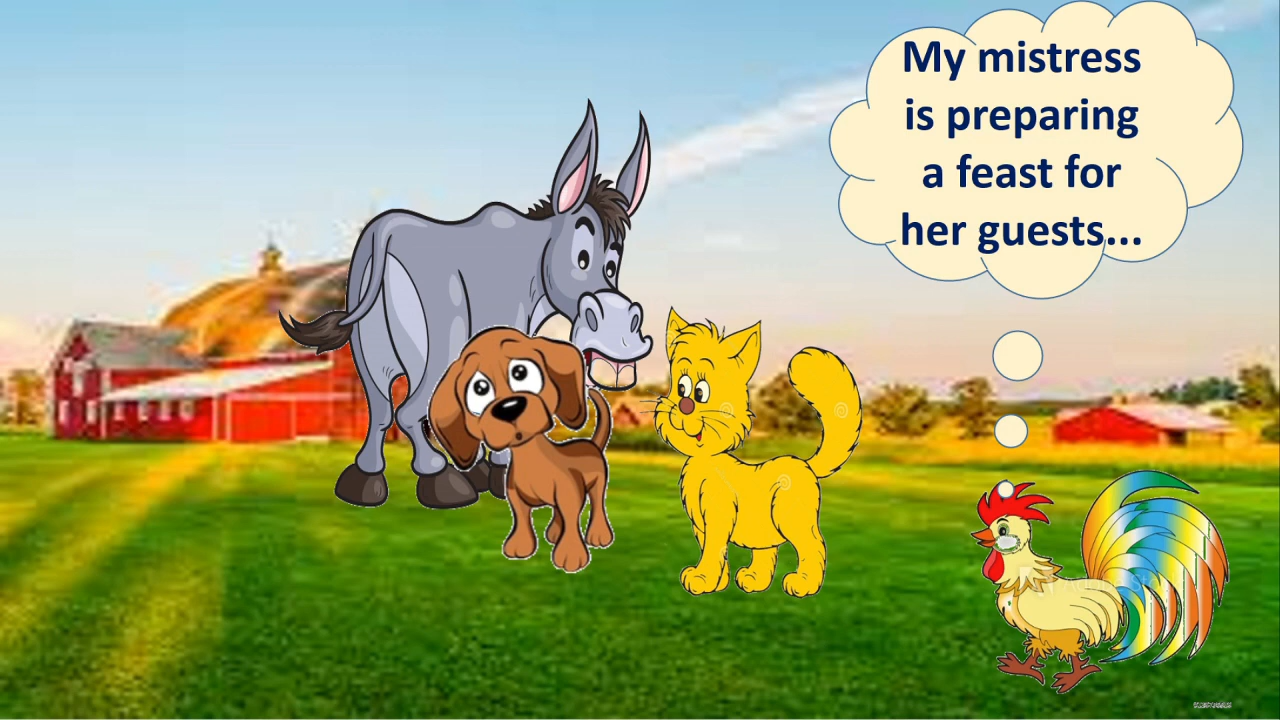 My mistress
is preparing
a feast for
her guests...